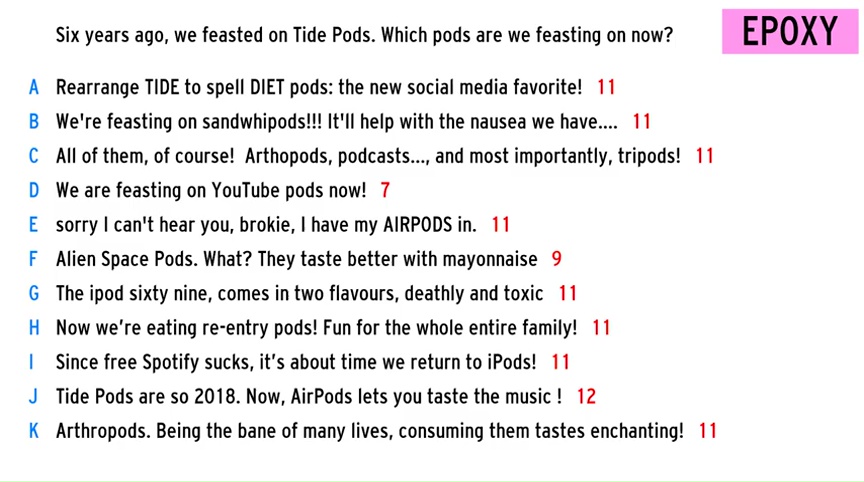 Six years ago, we feasted on Tide Pods. Which pods are we feasting on now?
EPOXY
A Rearrange TIDE to spell DIET pods: the new social media favorite! 11
B We're feasting on sandwhipods!!! It'll help with the nausea we have.... 11
C All of them, of course! Arthopods, podcasts..., and most importantly, tripods! 11
D We are feasting on YouTube pods now! 7
E sorry I can't hear you, brokie, I have my AIRPODS in. 11
F Alien Space Pods. What? They taste better with mayonnaise 9
G The ipod sixty nine, comes in two flavours, deathly and toxic 11
H Now we’re eating re-entry pods! Fun for the whole entire family! 11
I Since free Spotify sucks, it’s about time we return to iPods! 11
J Tide Pods are so 2018. Now, AirPods lets you taste the music ! 12
K Arthropods. Being the bane of many lives, consuming them tastes enchanting! 11